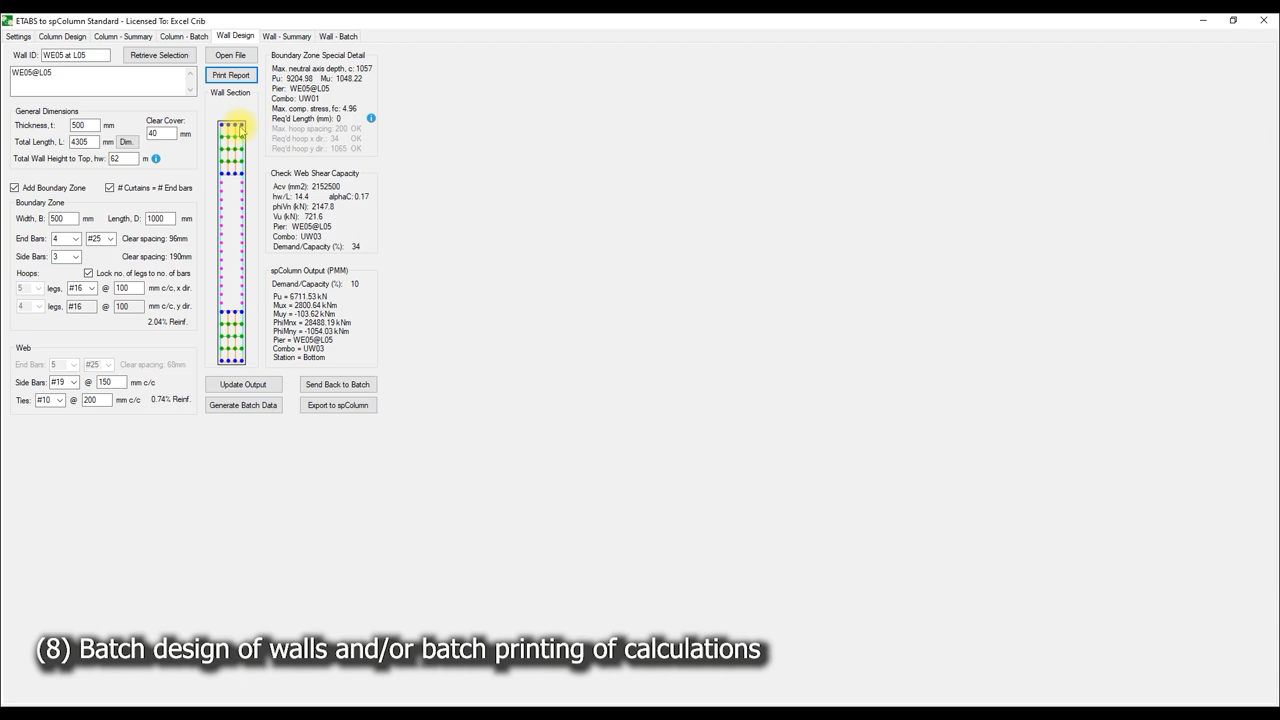 ETABS to spColumn Standard - Licensed To: Excel Crib
Settings Column Design Column - Summary Column - Batch Wall Design Wall - Summary Wall - Batch
Wall ID: WE05 at L05 Retrieve Selection
WE05@L05
General Dimensions
Clear Cover:
Thickness, t: 500 mm
40 mm
Total Length, L: 4305 mm Dim.
Total Wall Height to Top, hw: 62 m
Add Boundary Zone # Curtains = # End bars
Boundary Zone
Width, B: 500 mm Length, D: 1000 mm
End Bars: 4 #25 Clear spacing: 96mm
Side Bars: 3 Clear spacing: 190mm
Hoops: Lock no. of legs to no. of bars
5 legs, #16 @ 100 mm c/c, x dir.
4 legs, #16 @ 100 mm c/c, y dir.
2.04% Reinf.
Web
End Bars: 5 #25 Clear spacing: 69mm
Side Bars: #19 @ 150 mm c/c
Ties: #10 @ 200 mm c/c 0.74% Reinf.
Open File
Print Report
Wall Section
Update Output Send Back to Batch
Generate Batch Data Export to spColumn
Boundary Zone Special Detail
Max. neutral axis depth, c: 1057
Pu: 9204.98 Mu: 1048.22
Pier: WE05@L05
Combo: UW01
Max. comp. stress, fc: 4.96
Req'd Length (mm): 0
Max. hoop spacing: 200 OK
Req'd hoop x dir.: 34 OK
Req'd hoop y dir.: 1065 OK
Check Web Shear Capacity
Acv (mm2): 2152500
hw/L: 14.4 alphaC: 0.17
phiVn (kN): 2147.8
Vu (kN): 721.6
Pier: WE05@L05
Combo: UW03
Demand/Capacity (%): 34
spColumn Output (PMM)
Demand/Capacity (%): 10
Pu = 6711.53 kN
Mux = 2800.64 kNm
Muy = -103.62 kNm
PhiMnx = 28488.19 kNm
PhiMny = -1054.03 kNm
Pier = WE05@L05
Combo = UW03
Station = Bottom
(8) Batch design of walls and/or batch printing of calculations